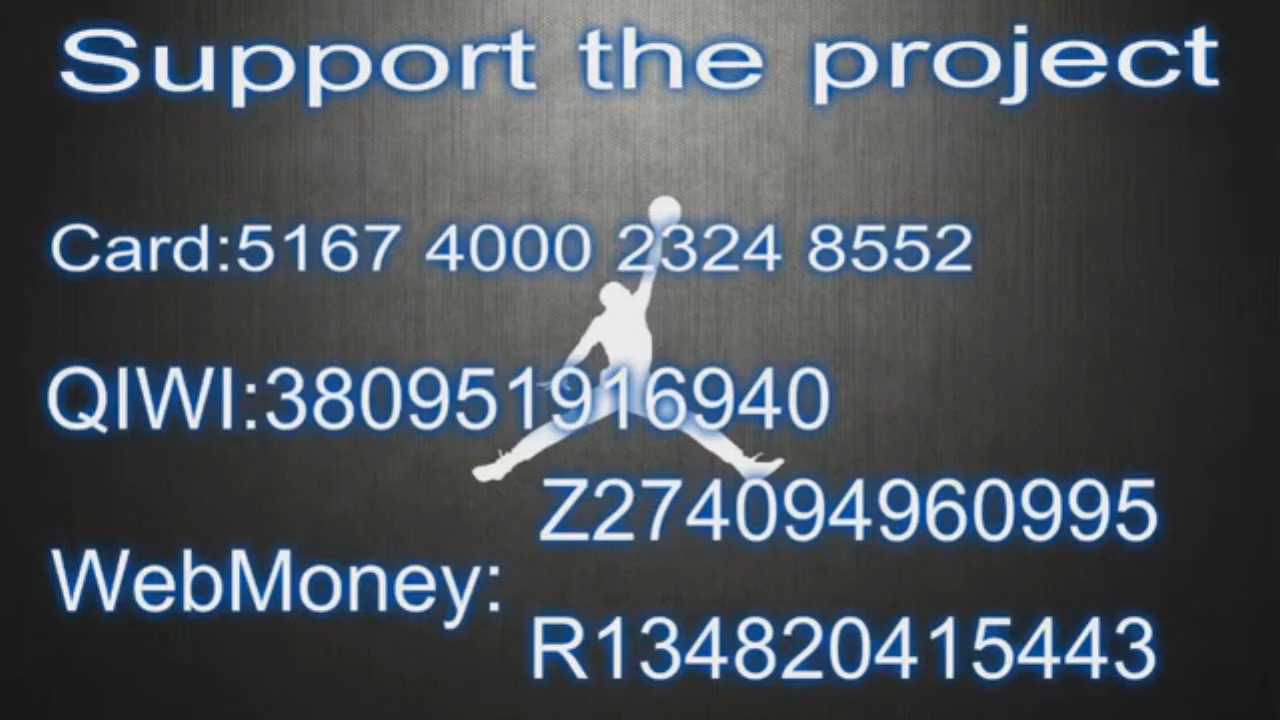 Support the project
Card:5167 4000 2324 8552
QIWI:380951916940
Z274094960995
WebMoney:
R134820415443